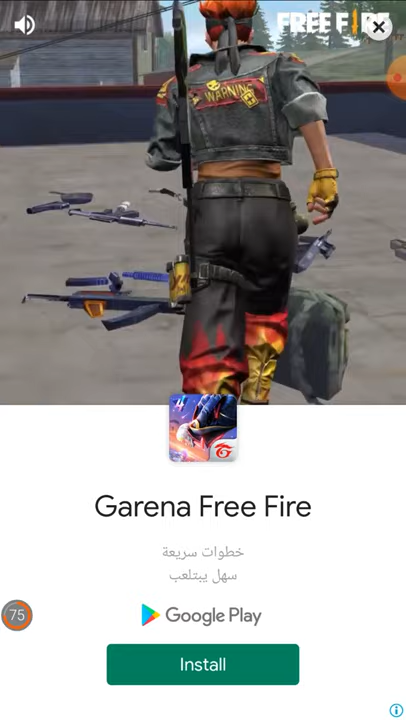 FREE FIRE
WARNING
Garena Free Fire
خطوات سريعة
سهل يبتلعب
75
Google Play
Install